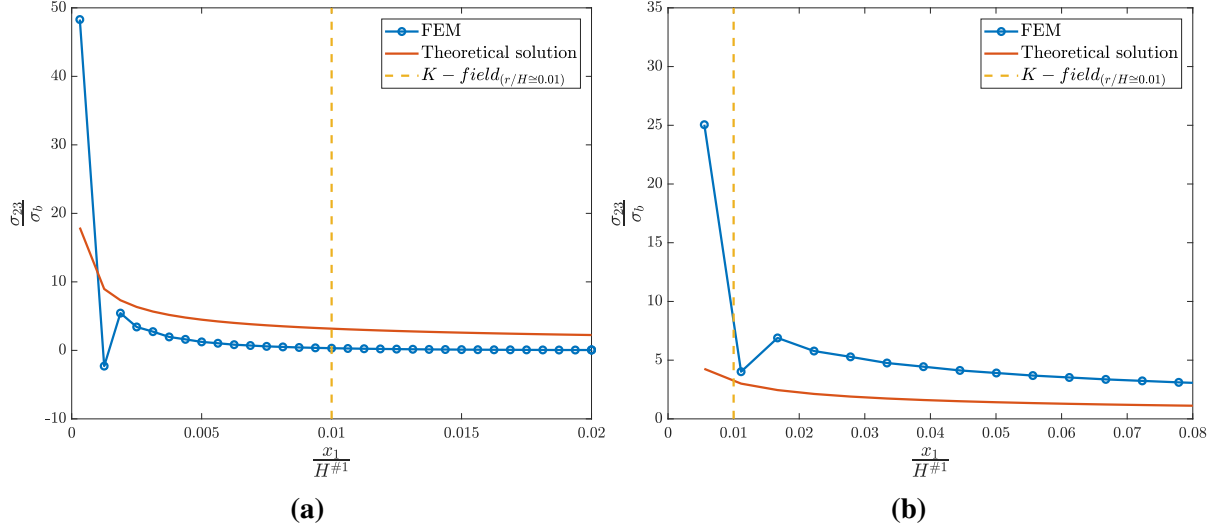 50
40
30
20
10
0
-10
σ23/σb
0
0.005
0.01
0.015
0.02
x1/H#1
FEM
Theoretical solution
K − field(r/H≅0.01)
(a)
35
30
25
20
15
10
5
0
σ23/σb
0
0.01
0.02
0.03
0.04
0.05
0.06
0.07
0.08
x1/H#1
FEM
Theoretical solution
K − field(r/H≅0.01)
(b)